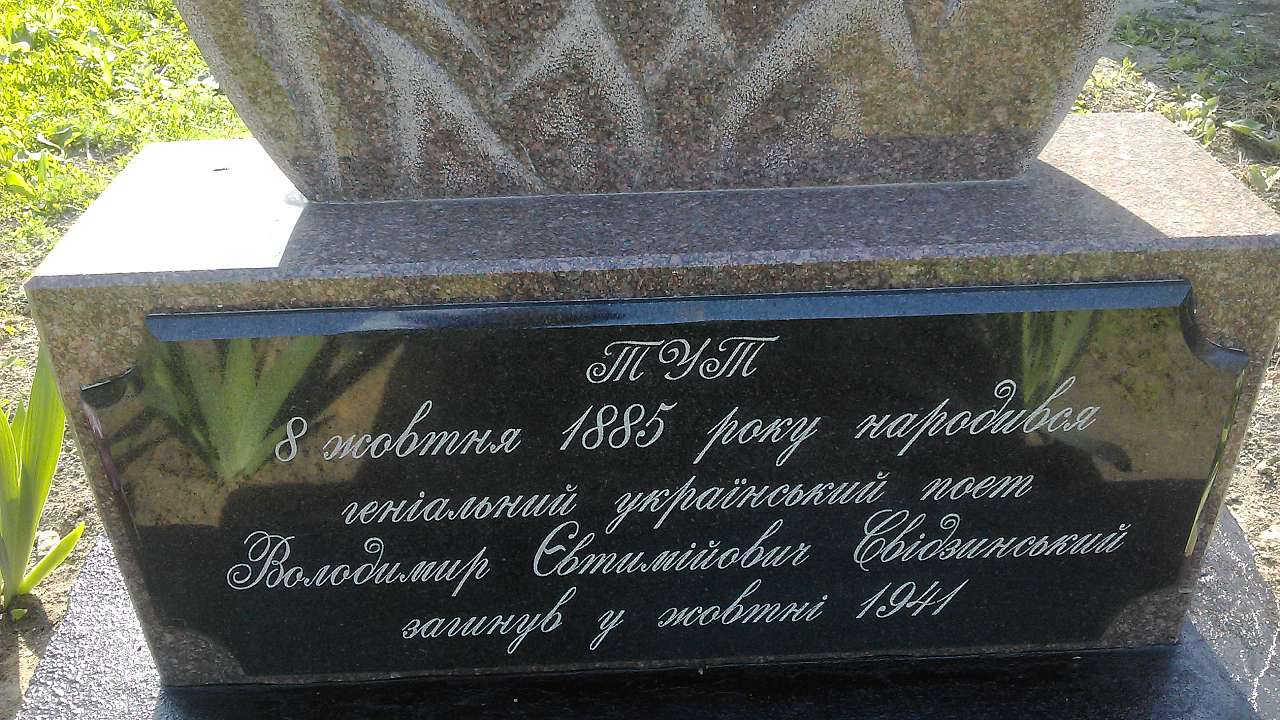 ТУТ
8 жовтня 1885 року народився
геніальний український поет
Володимир Євтимійович Свідзинський
загинув у жовтні 1941